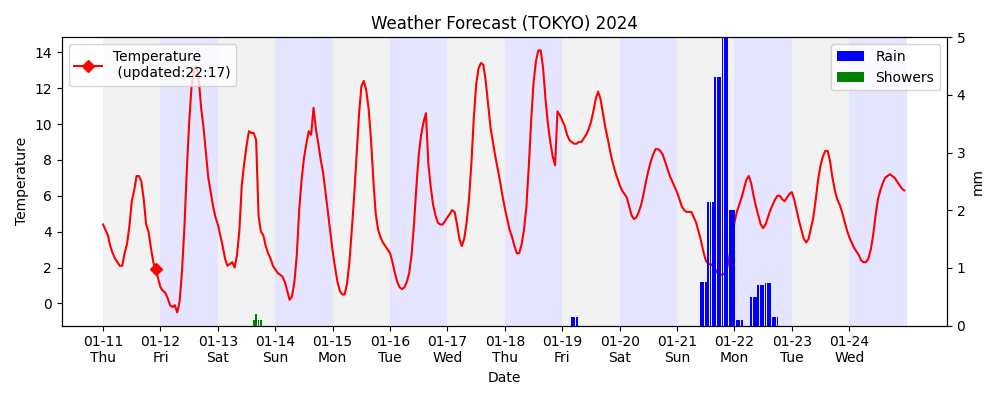 Weather Forecast (TOKYO) 2024
Temperature
(updated:22:17)
Rain
Showers
Temperature
14
12
10
8
6
4
2
0
5
4
3
2
1
0
mm
01-11 01-12 01-13 01-14 01-15 01-16 01-17 01-18 01-19 01-20 01-21 01-22 01-23 01-24
Thu Fri Sat Sun Mon Tue Wed Thu Fri Sat Sun Mon Tue Wed
Date